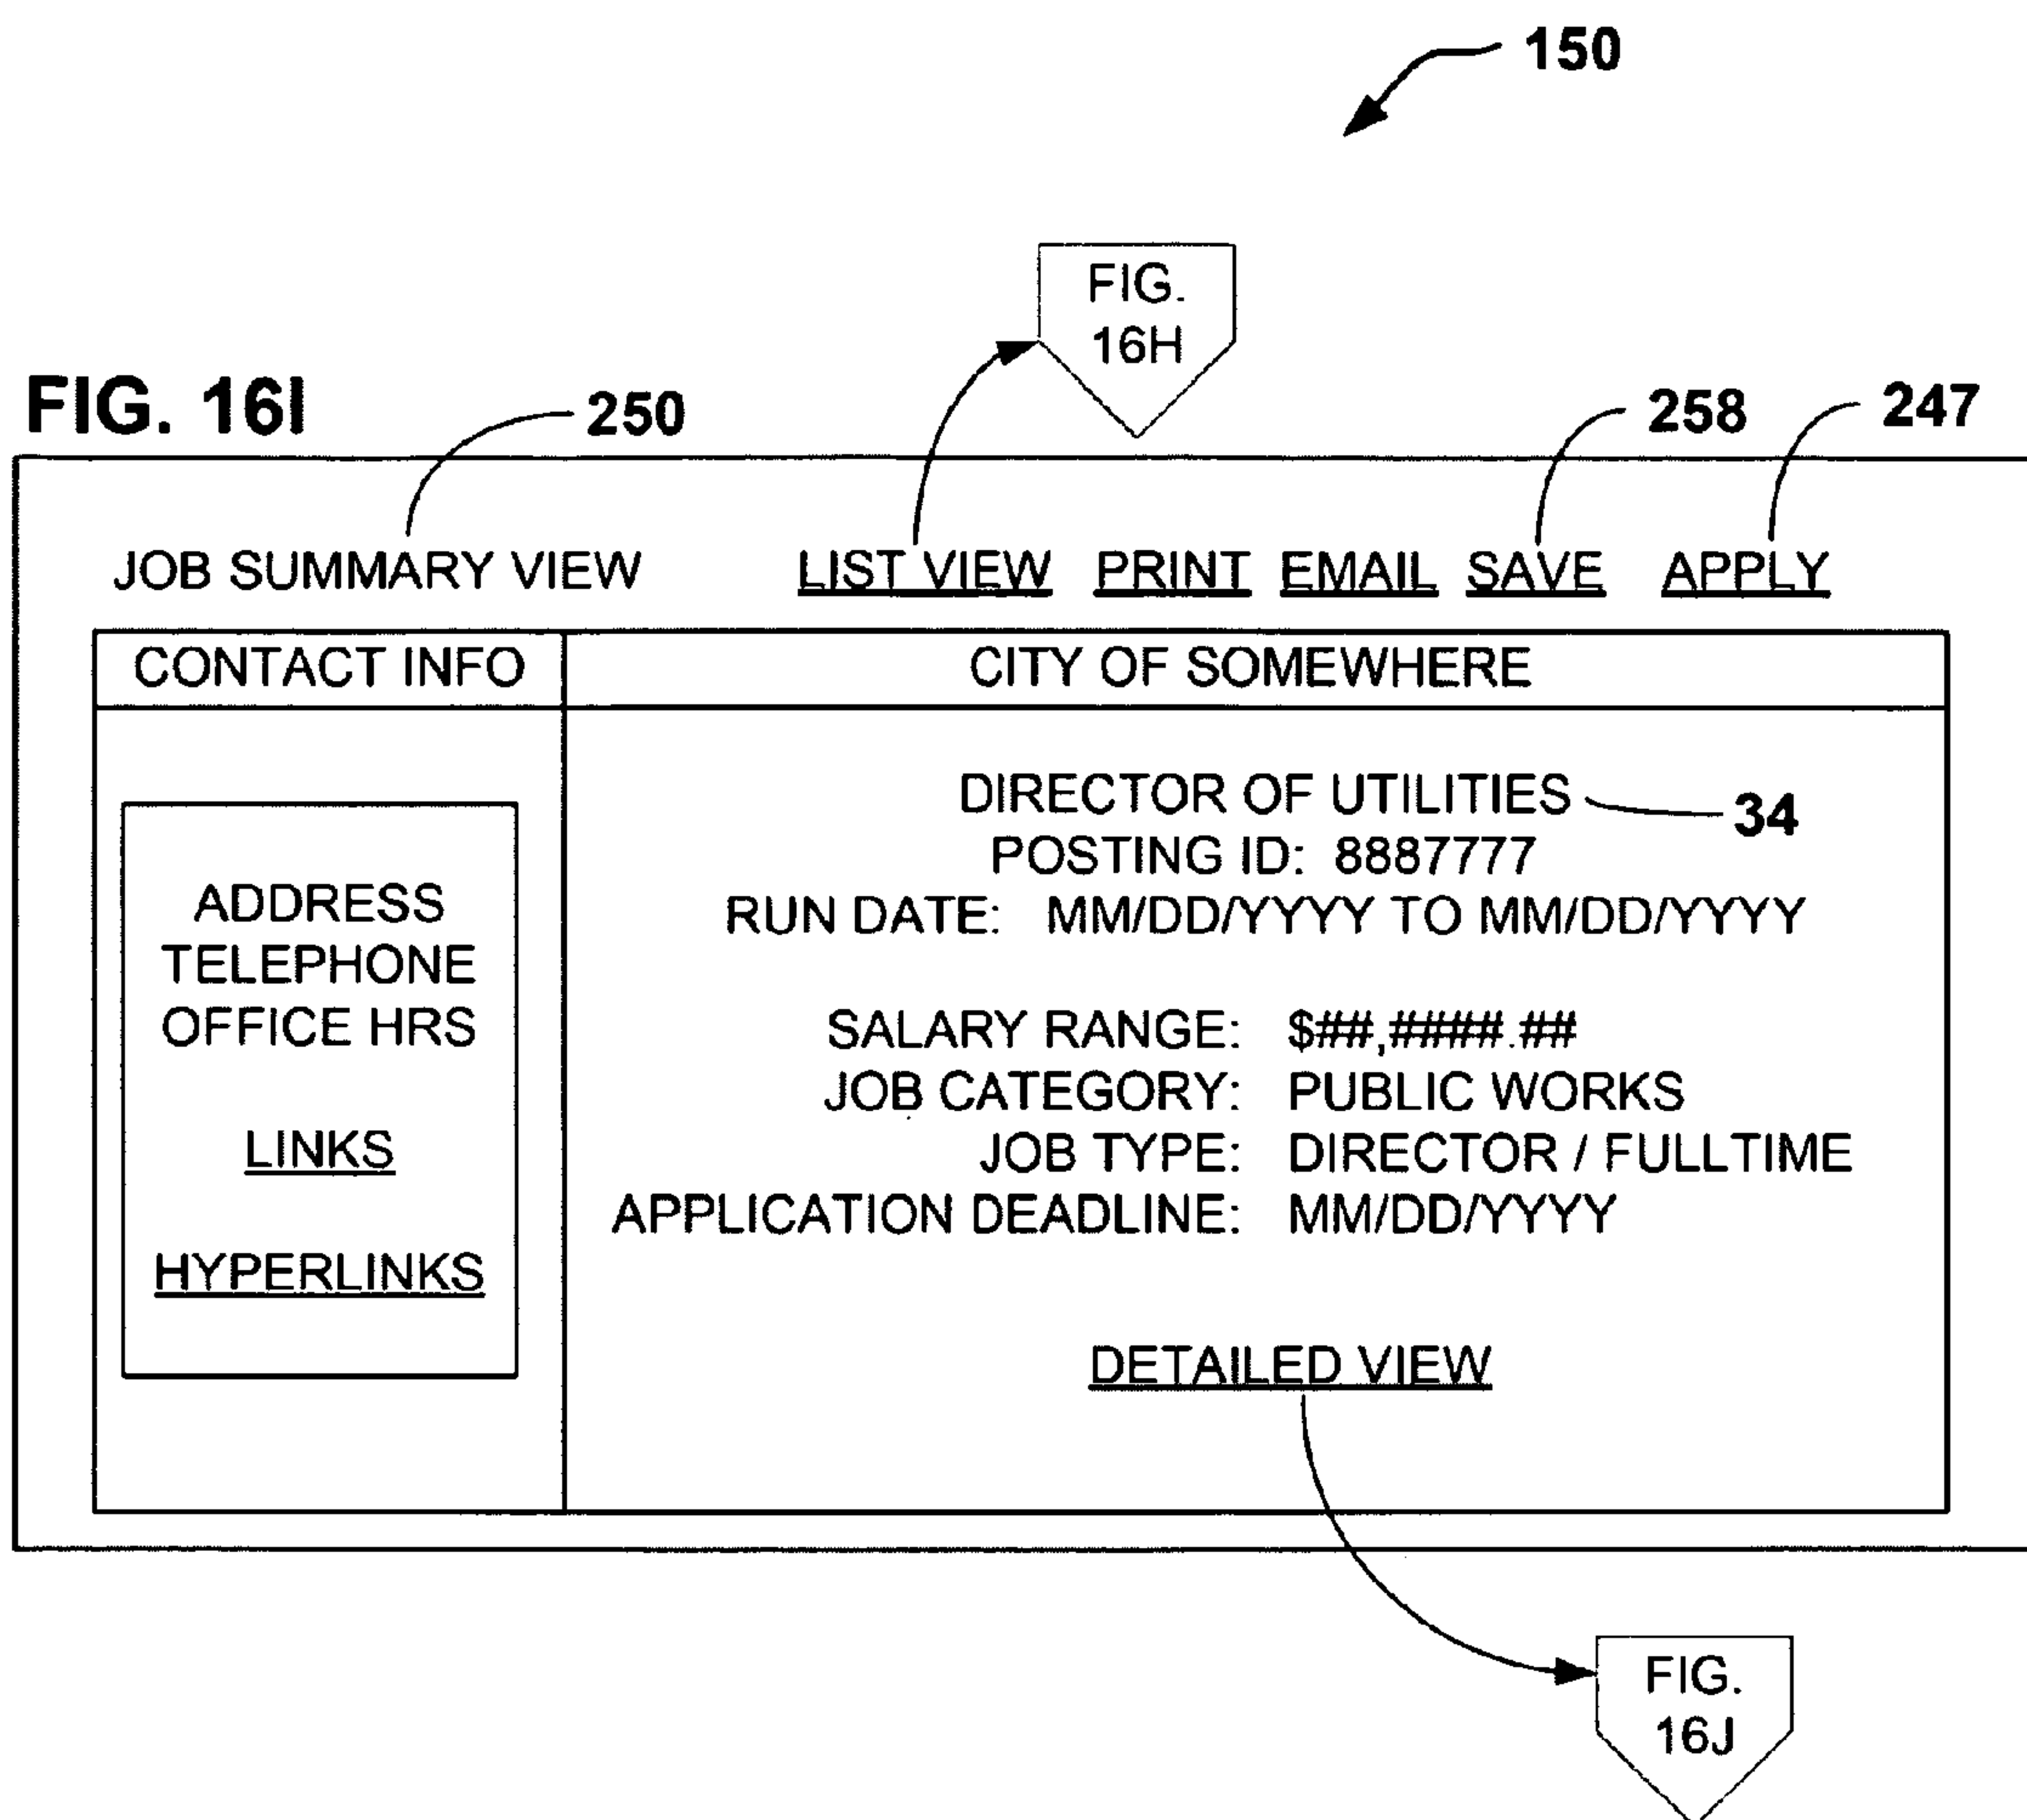 150
FIG.
16H
FIG. 16I
250
258
247
JOB SUMMARY VIEW LIST VIEW PRINT EMAIL SAVE APPLY
CONTACT INFO CITY OF SOMEWHERE
ADDRESS
TELEPHONE
OFFICE HRS
LINKS
HYPERLINKS
DIRECTOR OF UTILITIES 34
POSTING ID: 8887777
RUN DATE: MM/DD/YYYY TO MM/DD/YYYY
SALARY RANGE: $##,####.##
JOB CATEGORY: PUBLIC WORKS
JOB TYPE: DIRECTOR / FULLTIME
APPLICATION DEADLINE: MM/DD/YYYY
DETAILED VIEW
FIG.
16J